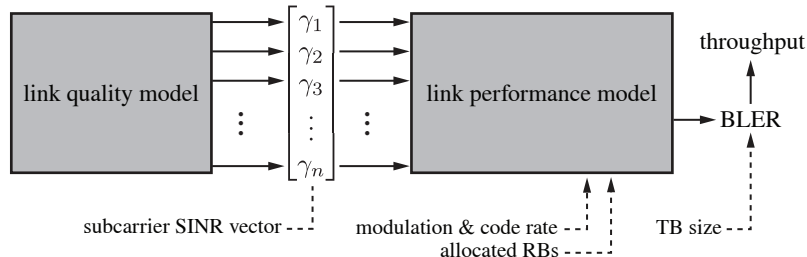 γ1
γ2
γ3
γn
link quality model
link performance model
throughput
BLER
subcarrier SINR vector
modulation & code rate
allocated RBs
TB size